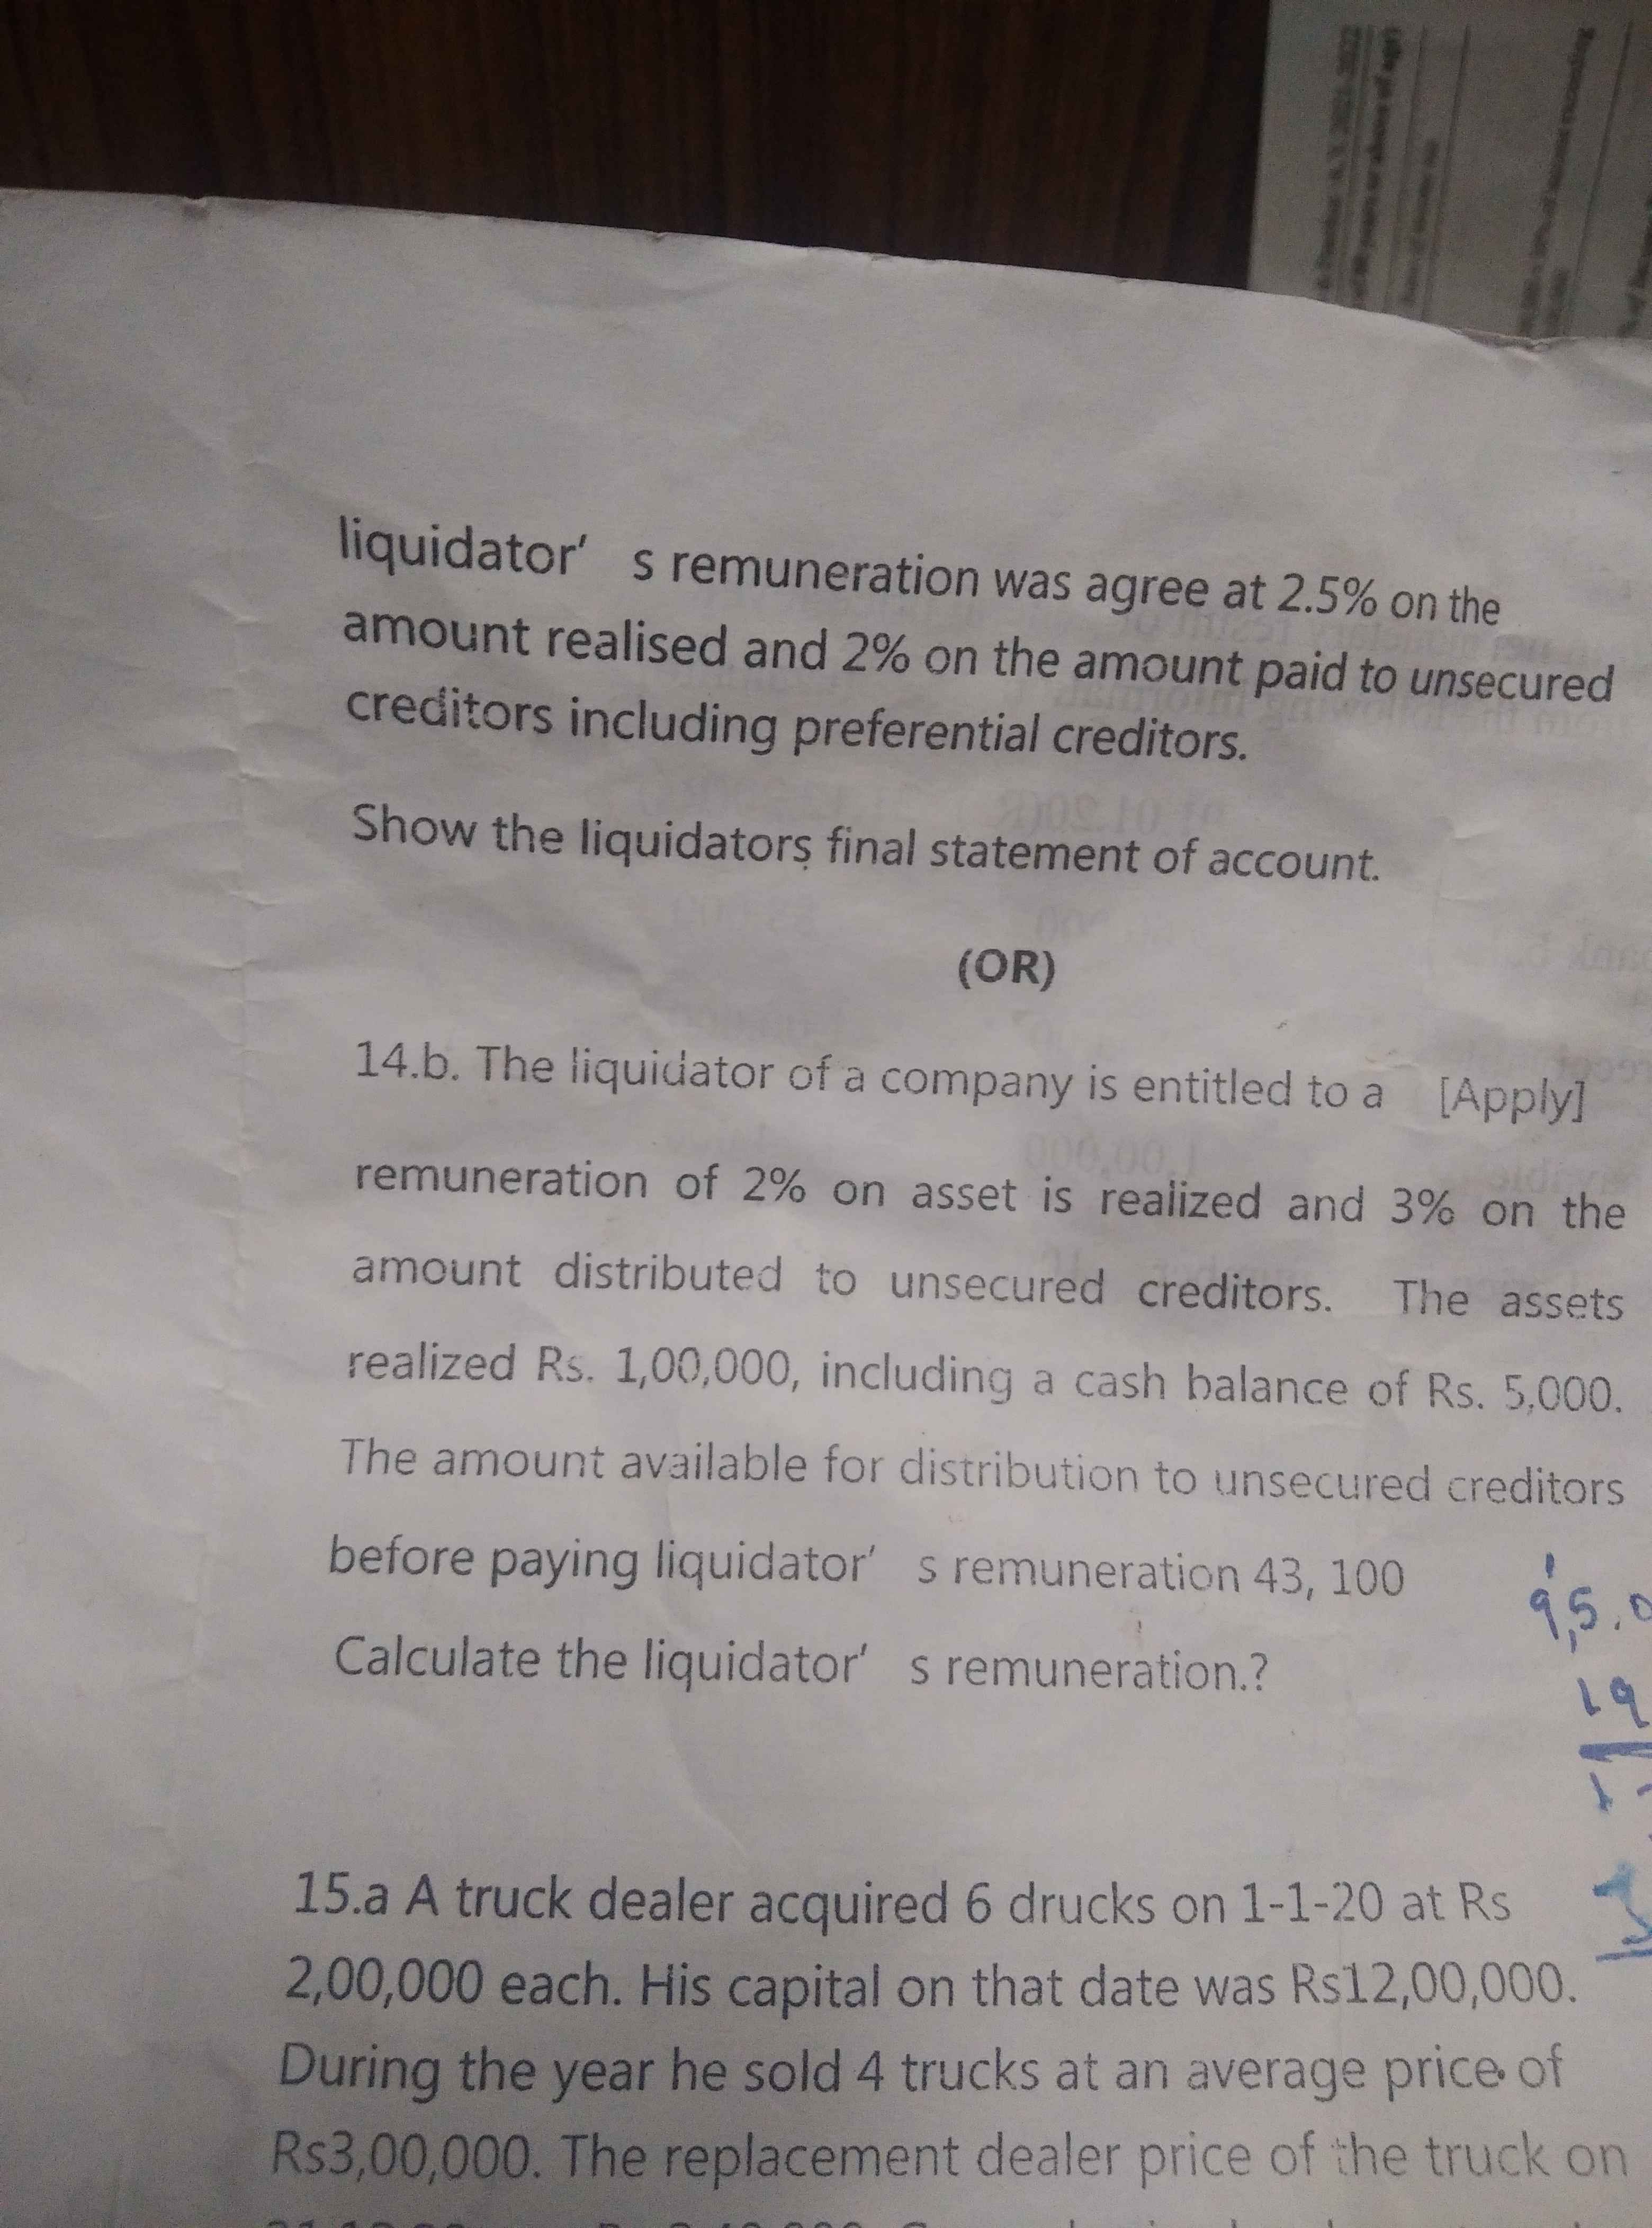 liquidator' s remuneration was agree at 2.5% on the
amount realised and 2% on the amount paid to unsecured
creditors including preferential creditors.
Show the liquidators final statement of account.
(OR)
14.b. The liquidator of a company is entitled to a [Apply]
remuneration of 2% on asset is realized and 3% on the
amount distributed to unsecured creditors. The assets
realized Rs. 1,00,000, including a cash balance of Rs. 5,000.
The amount available for distribution to unsecured creditors
before paying liquidator' s remuneration 43, 100
Calculate the liquidator' s remuneration.?
95,0
19
15.a A truck dealer acquired 6 drucks on 1-1-20 at Rs
2,00,000 each. His capital on that date was Rs12,00,000.
During the year he sold 4 trucks at an average price of
Rs3,00,000. The replacement dealer price of the truck on